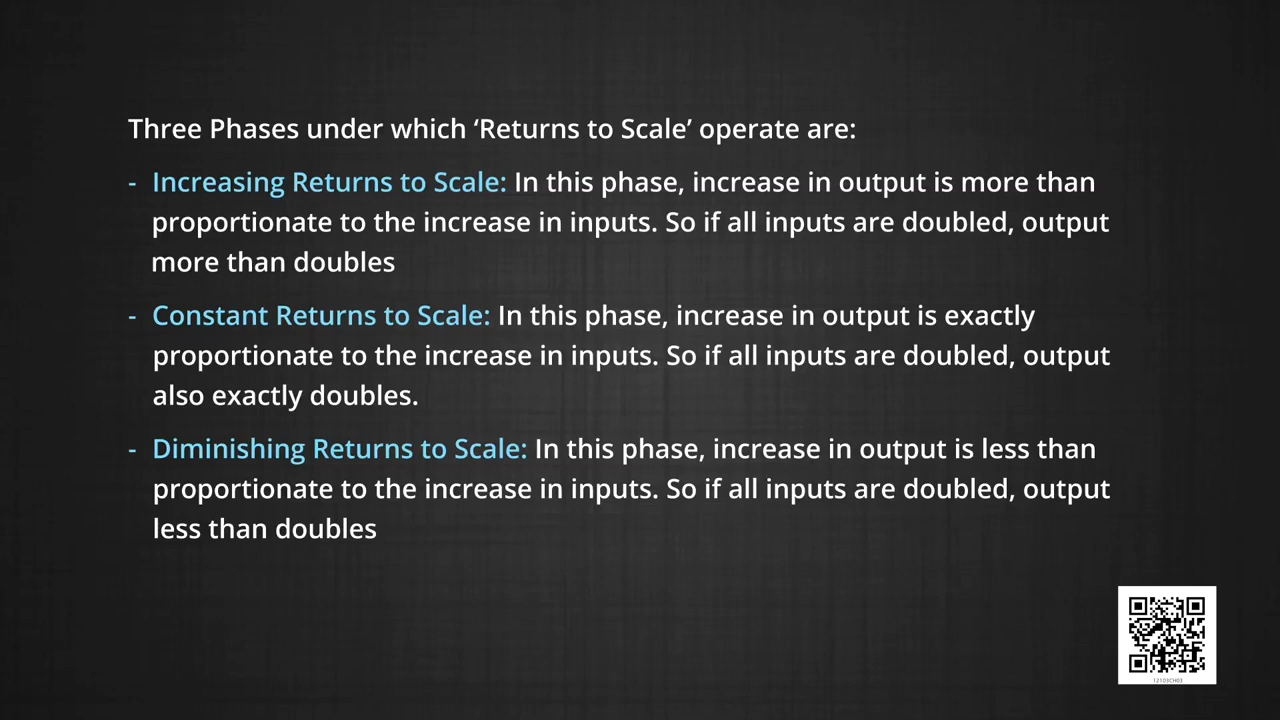 Three Phases under which ‘Returns to Scale’ operate are:
- Increasing Returns to Scale: In this phase, increase in output is more than
proportionate to the increase in inputs. So if all inputs are doubled, output
more than doubles
- Constant Returns to Scale: In this phase, increase in output is exactly
proportionate to the increase in inputs. So if all inputs are doubled, output
also exactly doubles.
- Diminishing Returns to Scale: In this phase, increase in output is less than
proportionate to the increase in inputs. So if all inputs are doubled, output
less than doubles
12103CH03